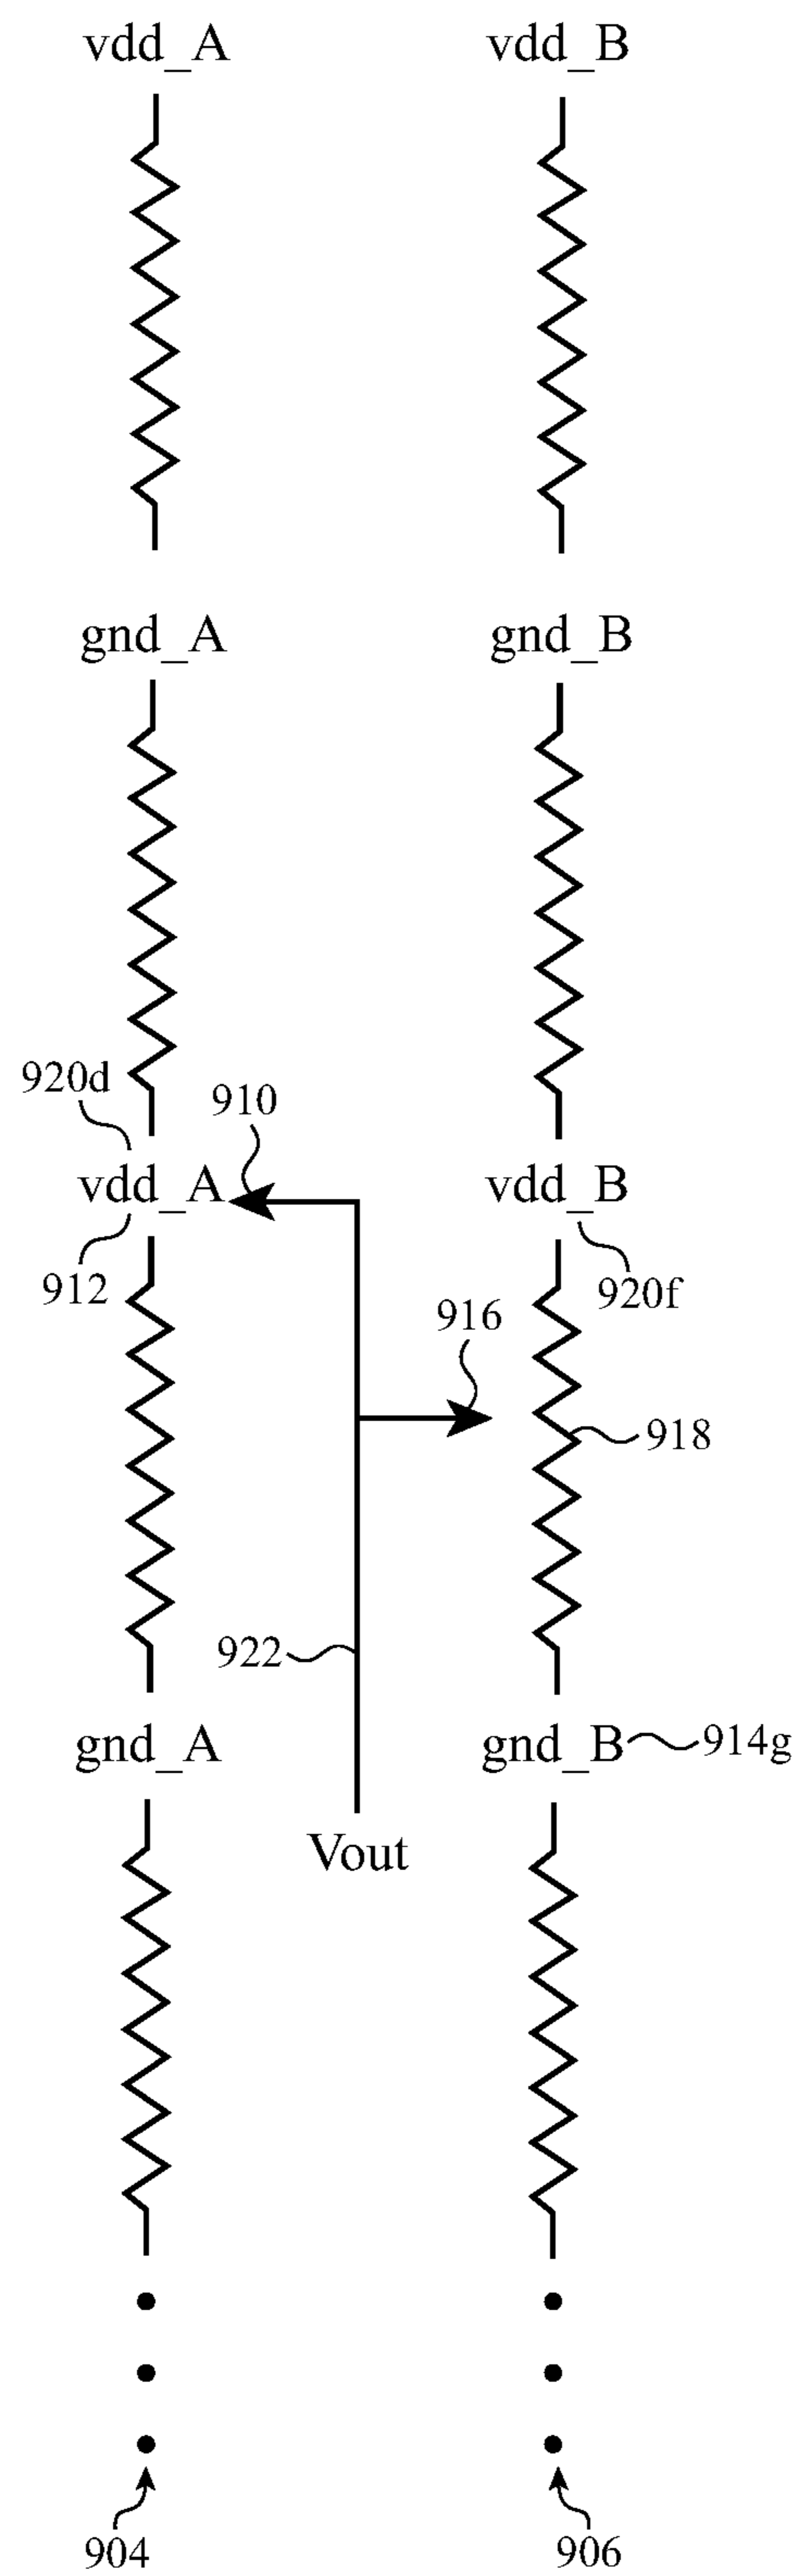 vdd_A vdd_B
gnd_A gnd_B
920d
910
vdd_A vdd_B
912
920f
916
918
922
gnd_A gnd_B 914g
Vout
904 906